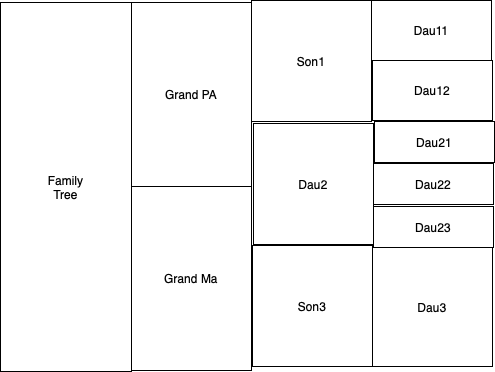 Family
Tree
Grand PA
Grand Ma
Son1
Dau2
Son3
Dau11
Dau12
Dau21
Dau22
Dau23
Dau3